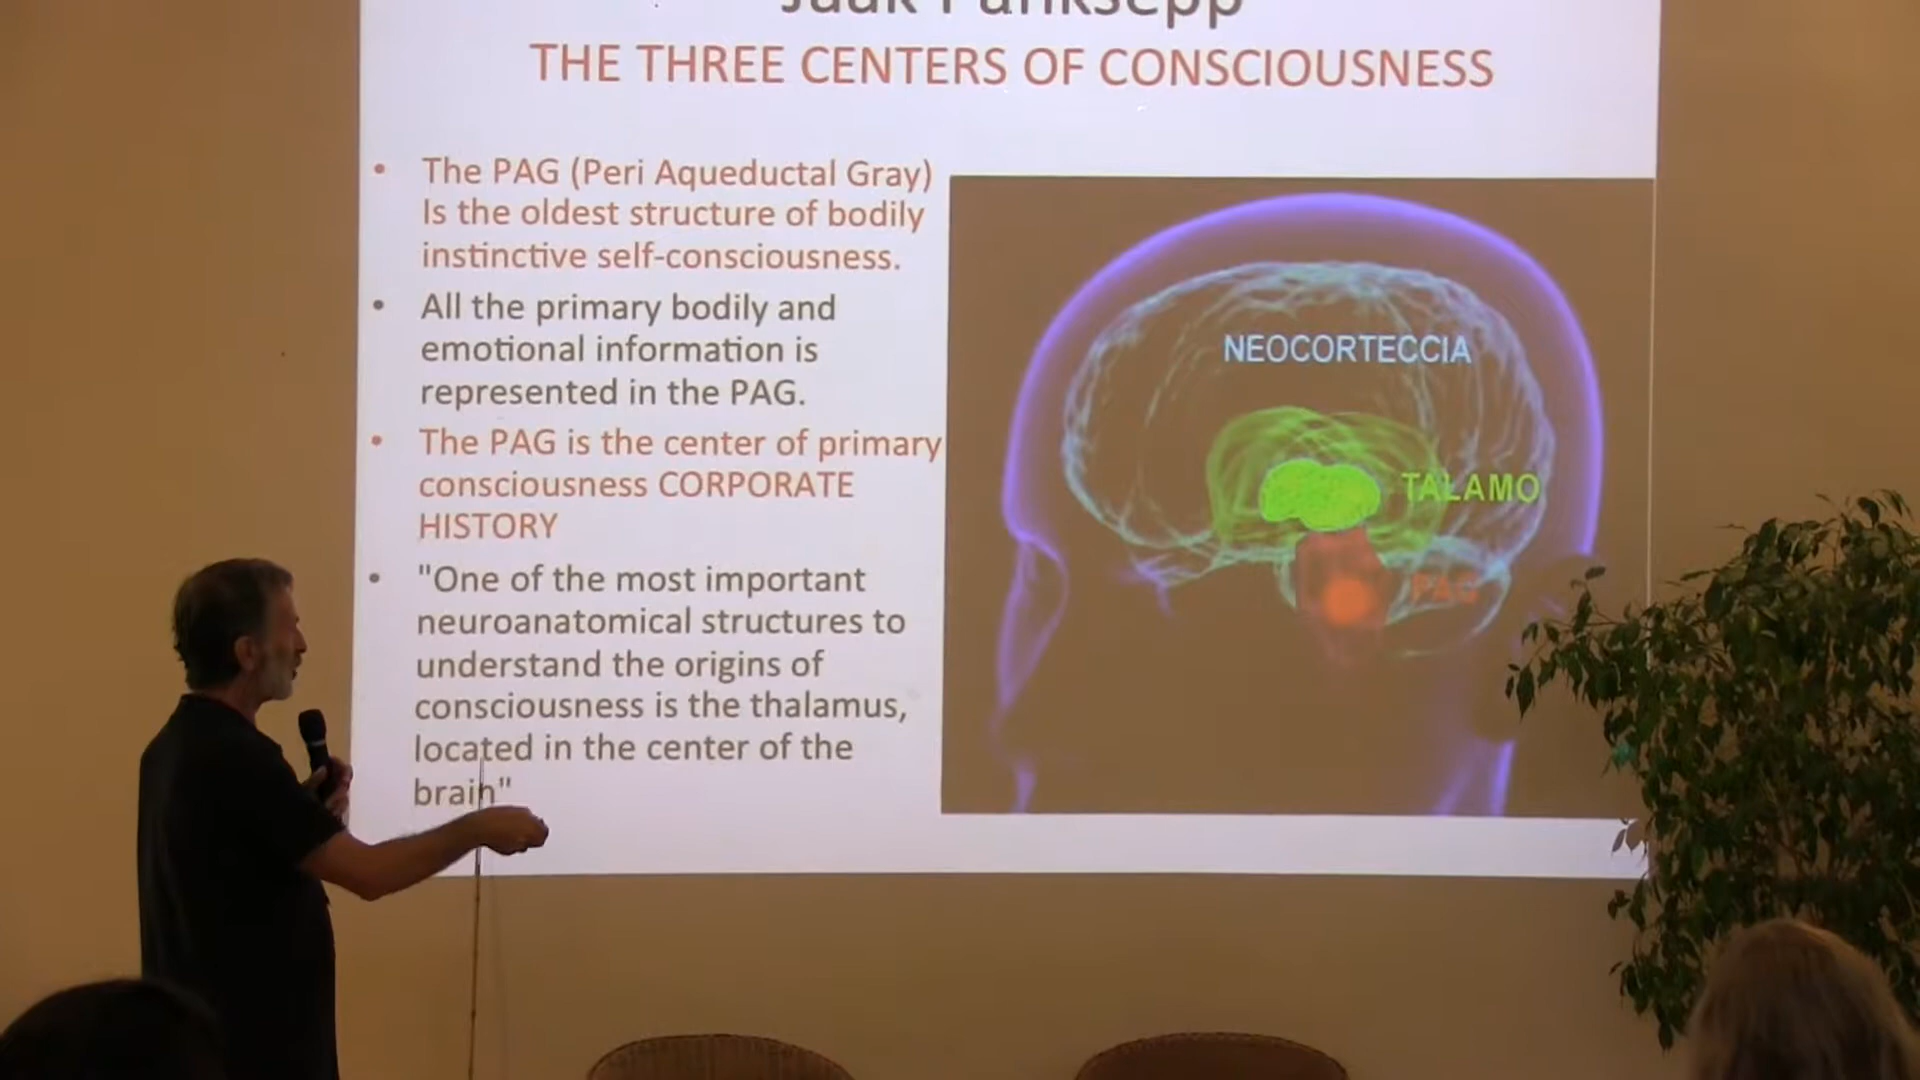 Jaak Panksepp
THE THREE CENTERS OF CONSCIOUSNESS
• The PAG (Peri Aqueductal Gray)
Is the oldest structure of bodily
instinctive self-consciousness.
• All the primary bodily and
emotional information is
represented in the PAG.
• The PAG is the center of primary
consciousness CORPORATE
HISTORY
• "One of the most important
neuroanatomical structures to
understand the origins of
consciousness is the thalamus,
located in the center of the
brain"
NEOCORTECCIA
TALAMO
PAG